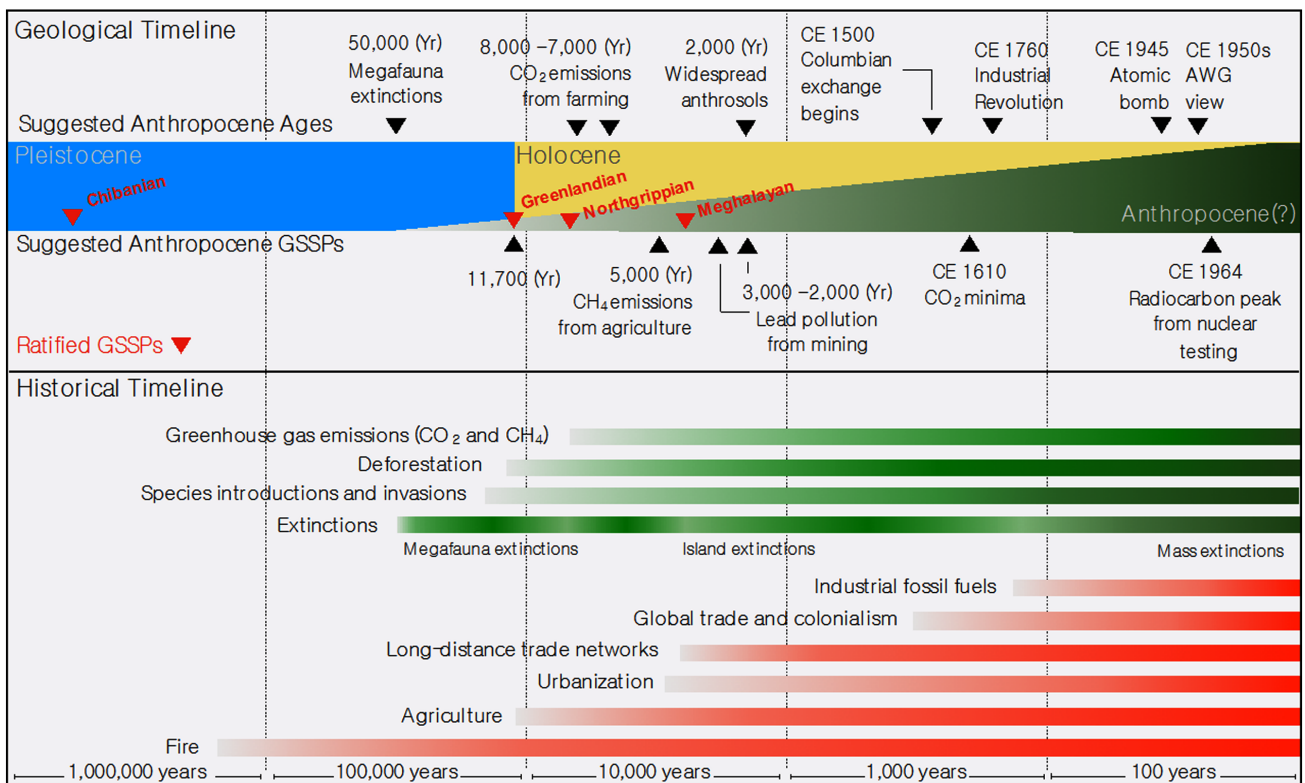 Geological Timeline
50,000 (Yr)
Megafauna
extinctions
8,000 –7,000 (Yr)
CO₂ emissions
from farming
2,000 (Yr)
Widespread
anthrosols
CE 1500
Columbian
exchange
begins
CE 1760
Industrial
Revolution
CE 1945
Atomic
bomb
CE 1950s
AWG
view
Suggested Anthropocene Ages
Pleistocene
Holocene
Chibanian
Greenlandian
Northgrippian
Meghalayan
Anthropocene(?)
Suggested Anthropocene GSSPs
11,700 (Yr)
5,000 (Yr)
CH₄ emissions
from agriculture
3,000 –2,000 (Yr)
Lead pollution
from mining
CE 1610
CO₂ minima
CE 1964
Radiocarbon peak
from nuclear
testing
Ratified GSSPs
Historical Timeline
Greenhouse gas emissions (CO₂ and CH₄)
Deforestation
Species introductions and invasions
Extinctions
Megafauna extinctions
Island extinctions
Mass extinctions
Industrial fossil fuels
Global trade and colonialism
Long-distance trade networks
Urbanization
Agriculture
Fire
1,000,000 years
100,000 years
10,000 years
1,000 years
100 years